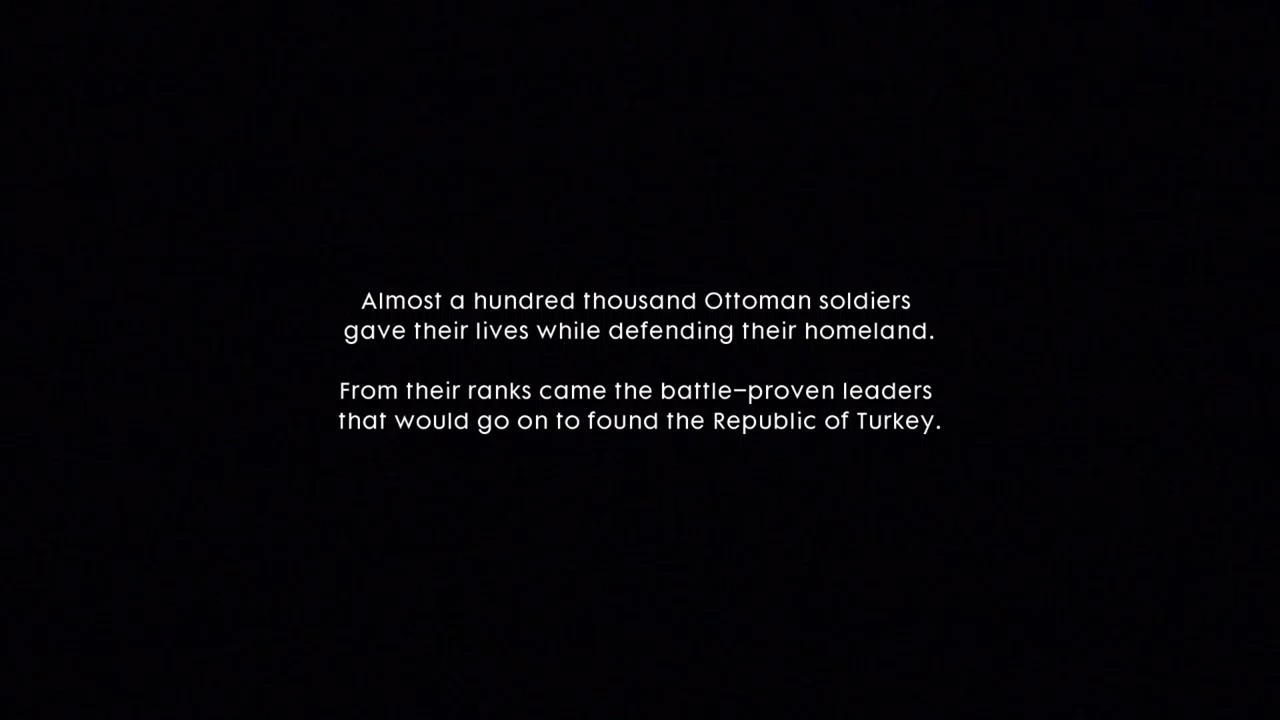 Almost a hundred thousand Ottoman soldiers
gave their lives while defending their homeland.
From their ranks came the battle–proven leaders
that would go on to found the Republic of Turkey.